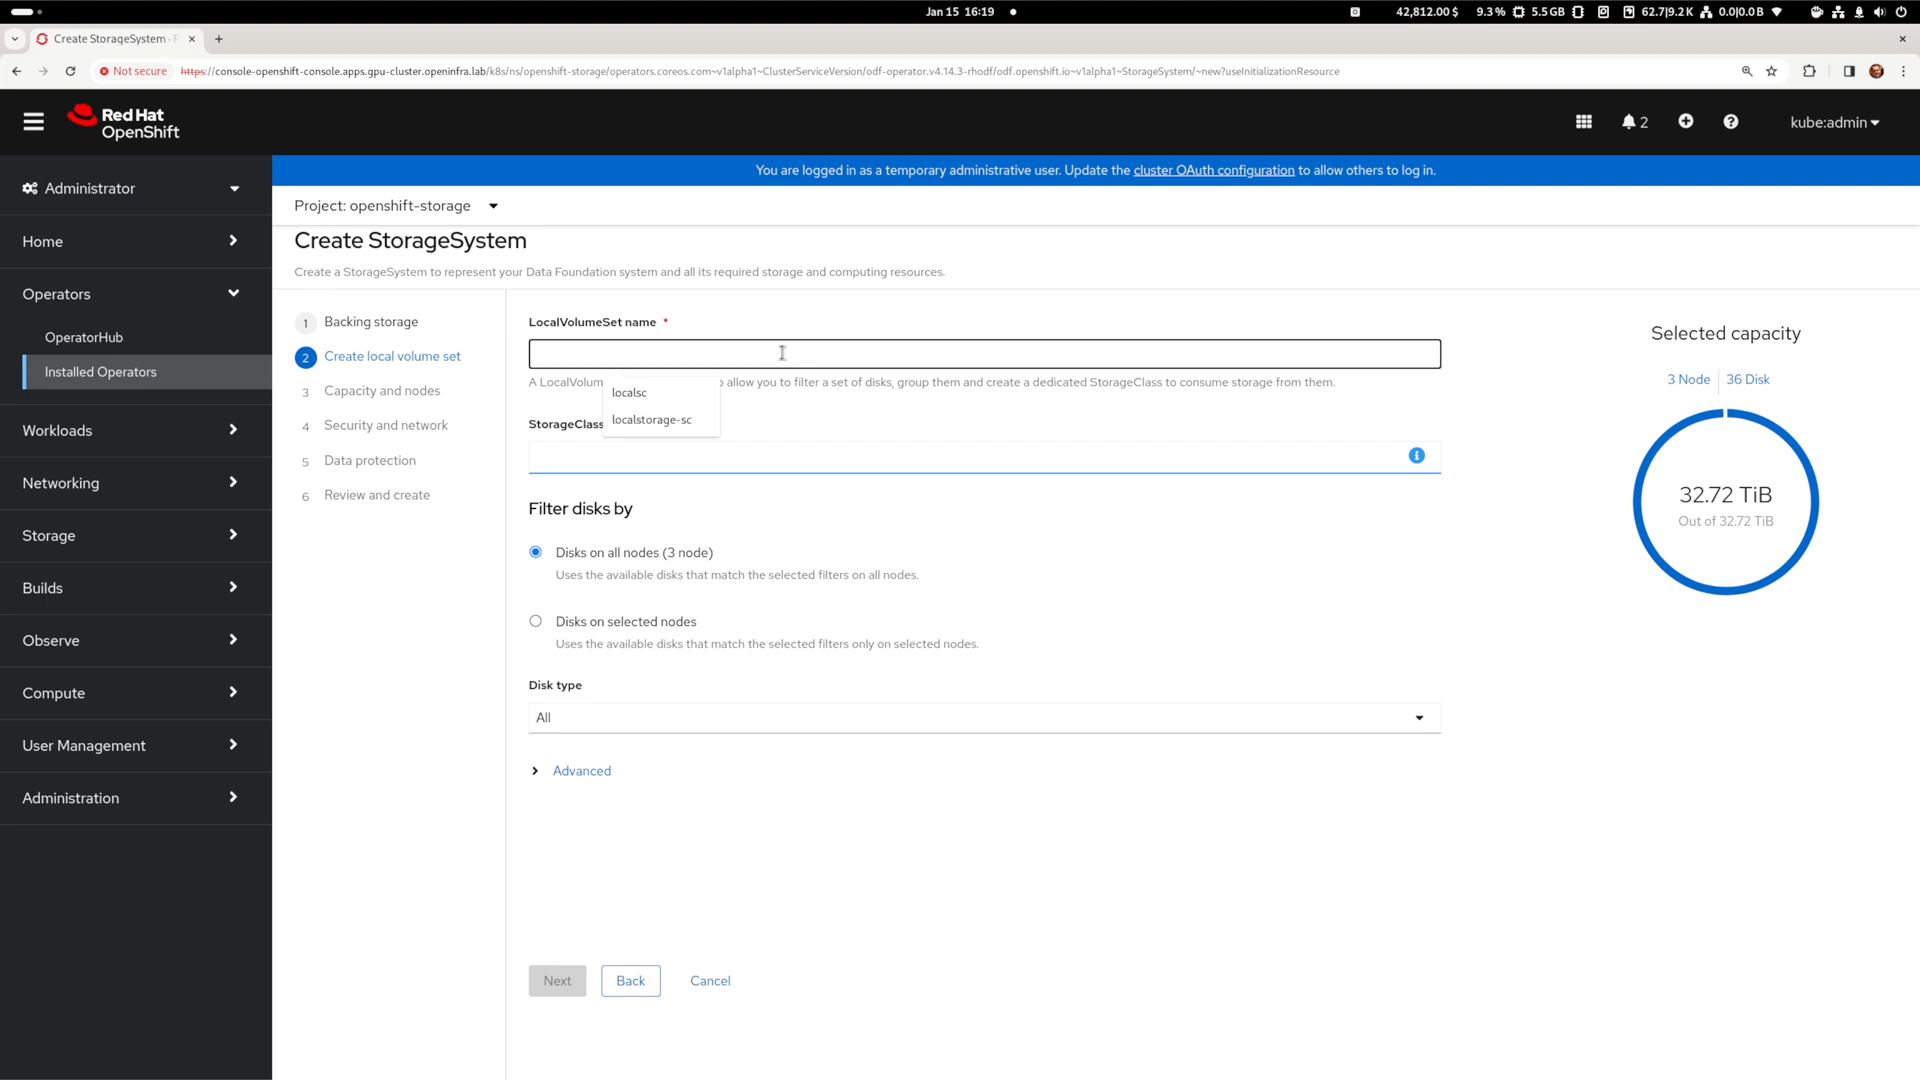 Jan 15 16:19
42,812.00 $ 9.3 % 5.5GB 62.7|9.2 K 0.0|0.0 B
Create StorageSystem · R
Not secure https://console-openshift-console.apps.gpu-cluster.openinfra.lab/k8s/ns/openshift-storage/operators.coreos.com~v1alpha1~ClusterServiceVersion/odf-operator.v4.14.3-rhodf/odf.openshift.io~v1alpha1~StorageSystem/~new?useInitializationResource
Red Hat
OpenShift
2
kube:admin
You are logged in as a temporary administrative user. Update the cluster OAuth configuration to allow others to log in.
Administrator
Home
Operators
OperatorHub
Installed Operators
Workloads
Networking
Storage
Builds
Observe
Compute
User Management
Administration
Project: openshift-storage
Create StorageSystem
Create a StorageSystem to represent your Data Foundation system and all its required storage and computing resources.
1 Backing storage
2 Create local volume set
3 Capacity and nodes
4 Security and network
5 Data protection
6 Review and create
LocalVolumeSet name *
A LocalVolum allow you to filter a set of disks, group them and create a dedicated StorageClass to consume storage from them.
localsc
localstorage-sc
StorageClass
Filter disks by
Disks on all nodes (3 node)
Uses the available disks that match the selected filters on all nodes.
Disks on selected nodes
Uses the available disks that match the selected filters only on selected nodes.
Disk type
All
Advanced
Next
Back
Cancel
Selected capacity
3 Node
36 Disk
32.72 TiB
Out of 32.72 TiB